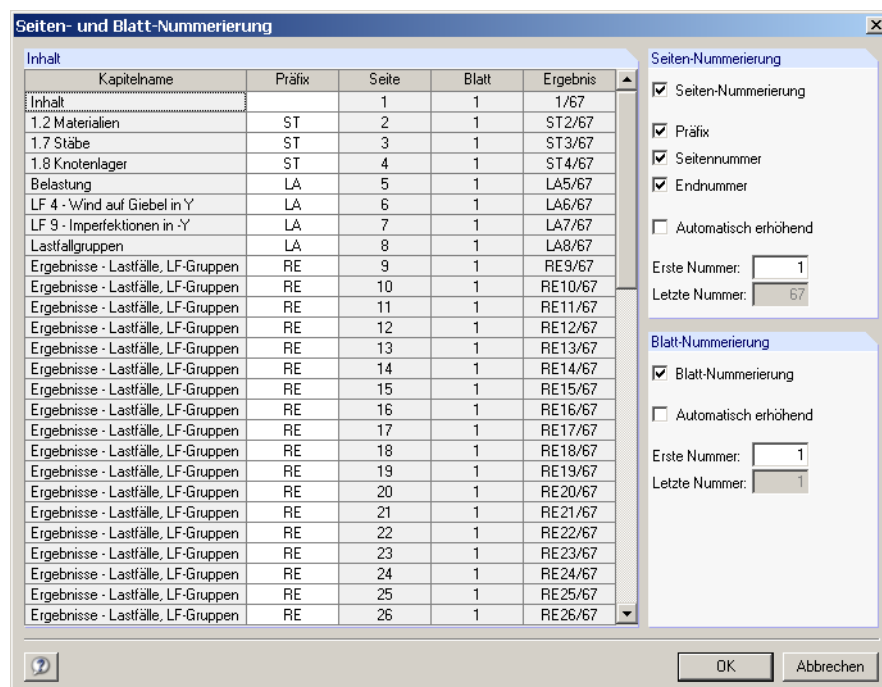 Seiten- und Blatt-Nummerierung
Inhalt
Kapitelname Präfix Seite Blatt Ergebnis
Inhalt 1 1 1/67
1.2 Materialien ST 2 1 ST2/67
1.7 Stäbe ST 3 1 ST3/67
1.8 Knotenlager ST 4 1 ST4/67
Belastung LA 5 1 LA5/67
LF 4 - Wind auf Giebel in Y LA 6 1 LA6/67
LF 9 - Imperfektionen in -Y LA 7 1 LA7/67
Lastfallgruppen LA 8 1 LA8/67
Ergebnisse - Lastfälle, LF-Gruppen RE 9 1 RE9/67
Ergebnisse - Lastfälle, LF-Gruppen RE 10 1 RE10/67
Ergebnisse - Lastfälle, LF-Gruppen RE 11 1 RE11/67
Ergebnisse - Lastfälle, LF-Gruppen RE 12 1 RE12/67
Ergebnisse - Lastfälle, LF-Gruppen RE 13 1 RE13/67
Ergebnisse - Lastfälle, LF-Gruppen RE 14 1 RE14/67
Ergebnisse - Lastfälle, LF-Gruppen RE 15 1 RE15/67
Ergebnisse - Lastfälle, LF-Gruppen RE 16 1 RE16/67
Ergebnisse - Lastfälle, LF-Gruppen RE 17 1 RE17/67
Ergebnisse - Lastfälle, LF-Gruppen RE 18 1 RE18/67
Ergebnisse - Lastfälle, LF-Gruppen RE 19 1 RE19/67
Ergebnisse - Lastfälle, LF-Gruppen RE 20 1 RE20/67
Ergebnisse - Lastfälle, LF-Gruppen RE 21 1 RE21/67
Ergebnisse - Lastfälle, LF-Gruppen RE 22 1 RE22/67
Ergebnisse - Lastfälle, LF-Gruppen RE 23 1 RE23/67
Ergebnisse - Lastfälle, LF-Gruppen RE 24 1 RE24/67
Ergebnisse - Lastfälle, LF-Gruppen RE 25 1 RE25/67
Ergebnisse - Lastfälle, LF-Gruppen RE 26 1 RE26/67
Seiten-Nummerierung
Seiten-Nummerierung
Präfix
Seitennummer
Endnummer
Automatisch erhöhend
Erste Nummer: 1
Letzte Nummer: 67
Blatt-Nummerierung
Blatt-Nummerierung
Automatisch erhöhend
Erste Nummer: 1
Letzte Nummer: 1
OK Abbrechen